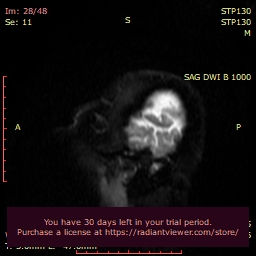 Im: 28/48
Se: 11
S
STP130
STP130
M
SAG DWI B 1000
A
P
You have 30 days left in your trial period.
Purchase a license at https://radiantviewer.com/store/